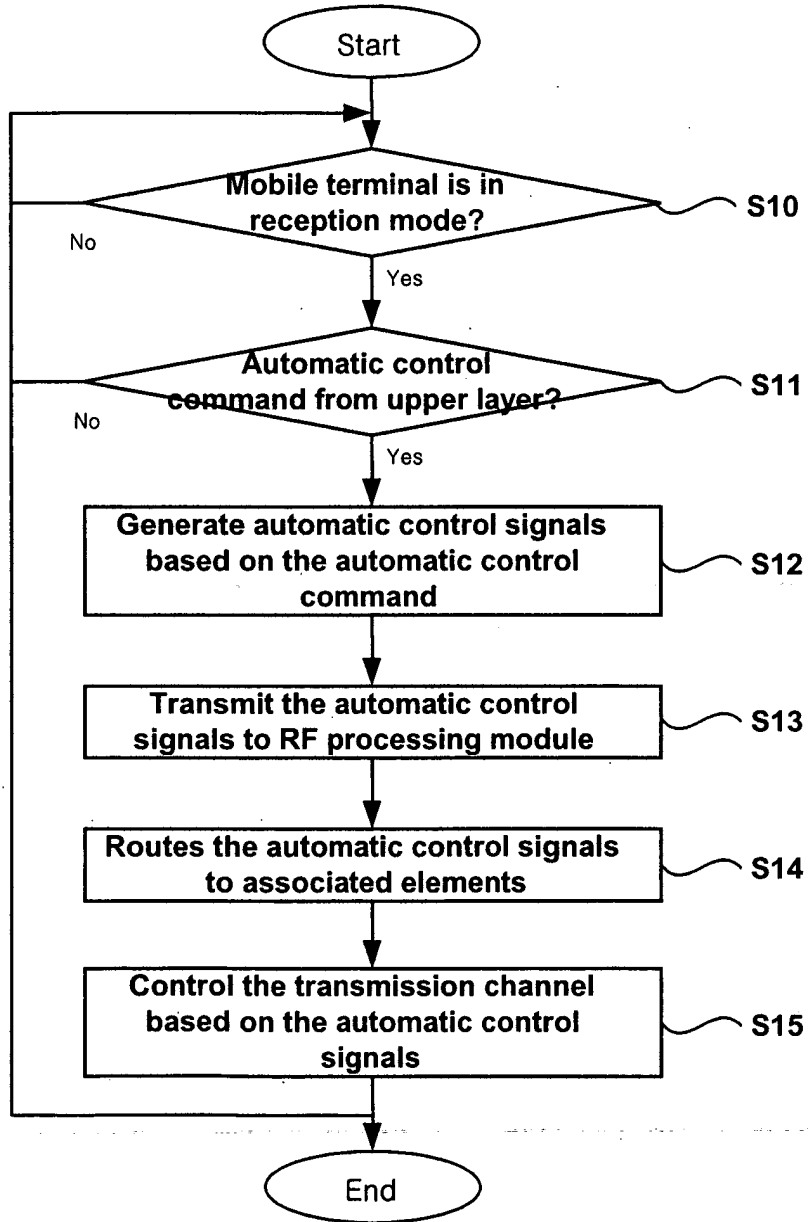 Start
Mobile terminal is in
reception mode?
S10
No
Yes
Automatic control
command from upper layer?
S11
No
Yes
Generate automatic control signals
based on the automatic control
command
S12
Transmit the automatic control
signals to RF processing module
S13
Routes the automatic control signals
to associated elements
S14
Control the transmission channel
based on the automatic control
signals
S15
End